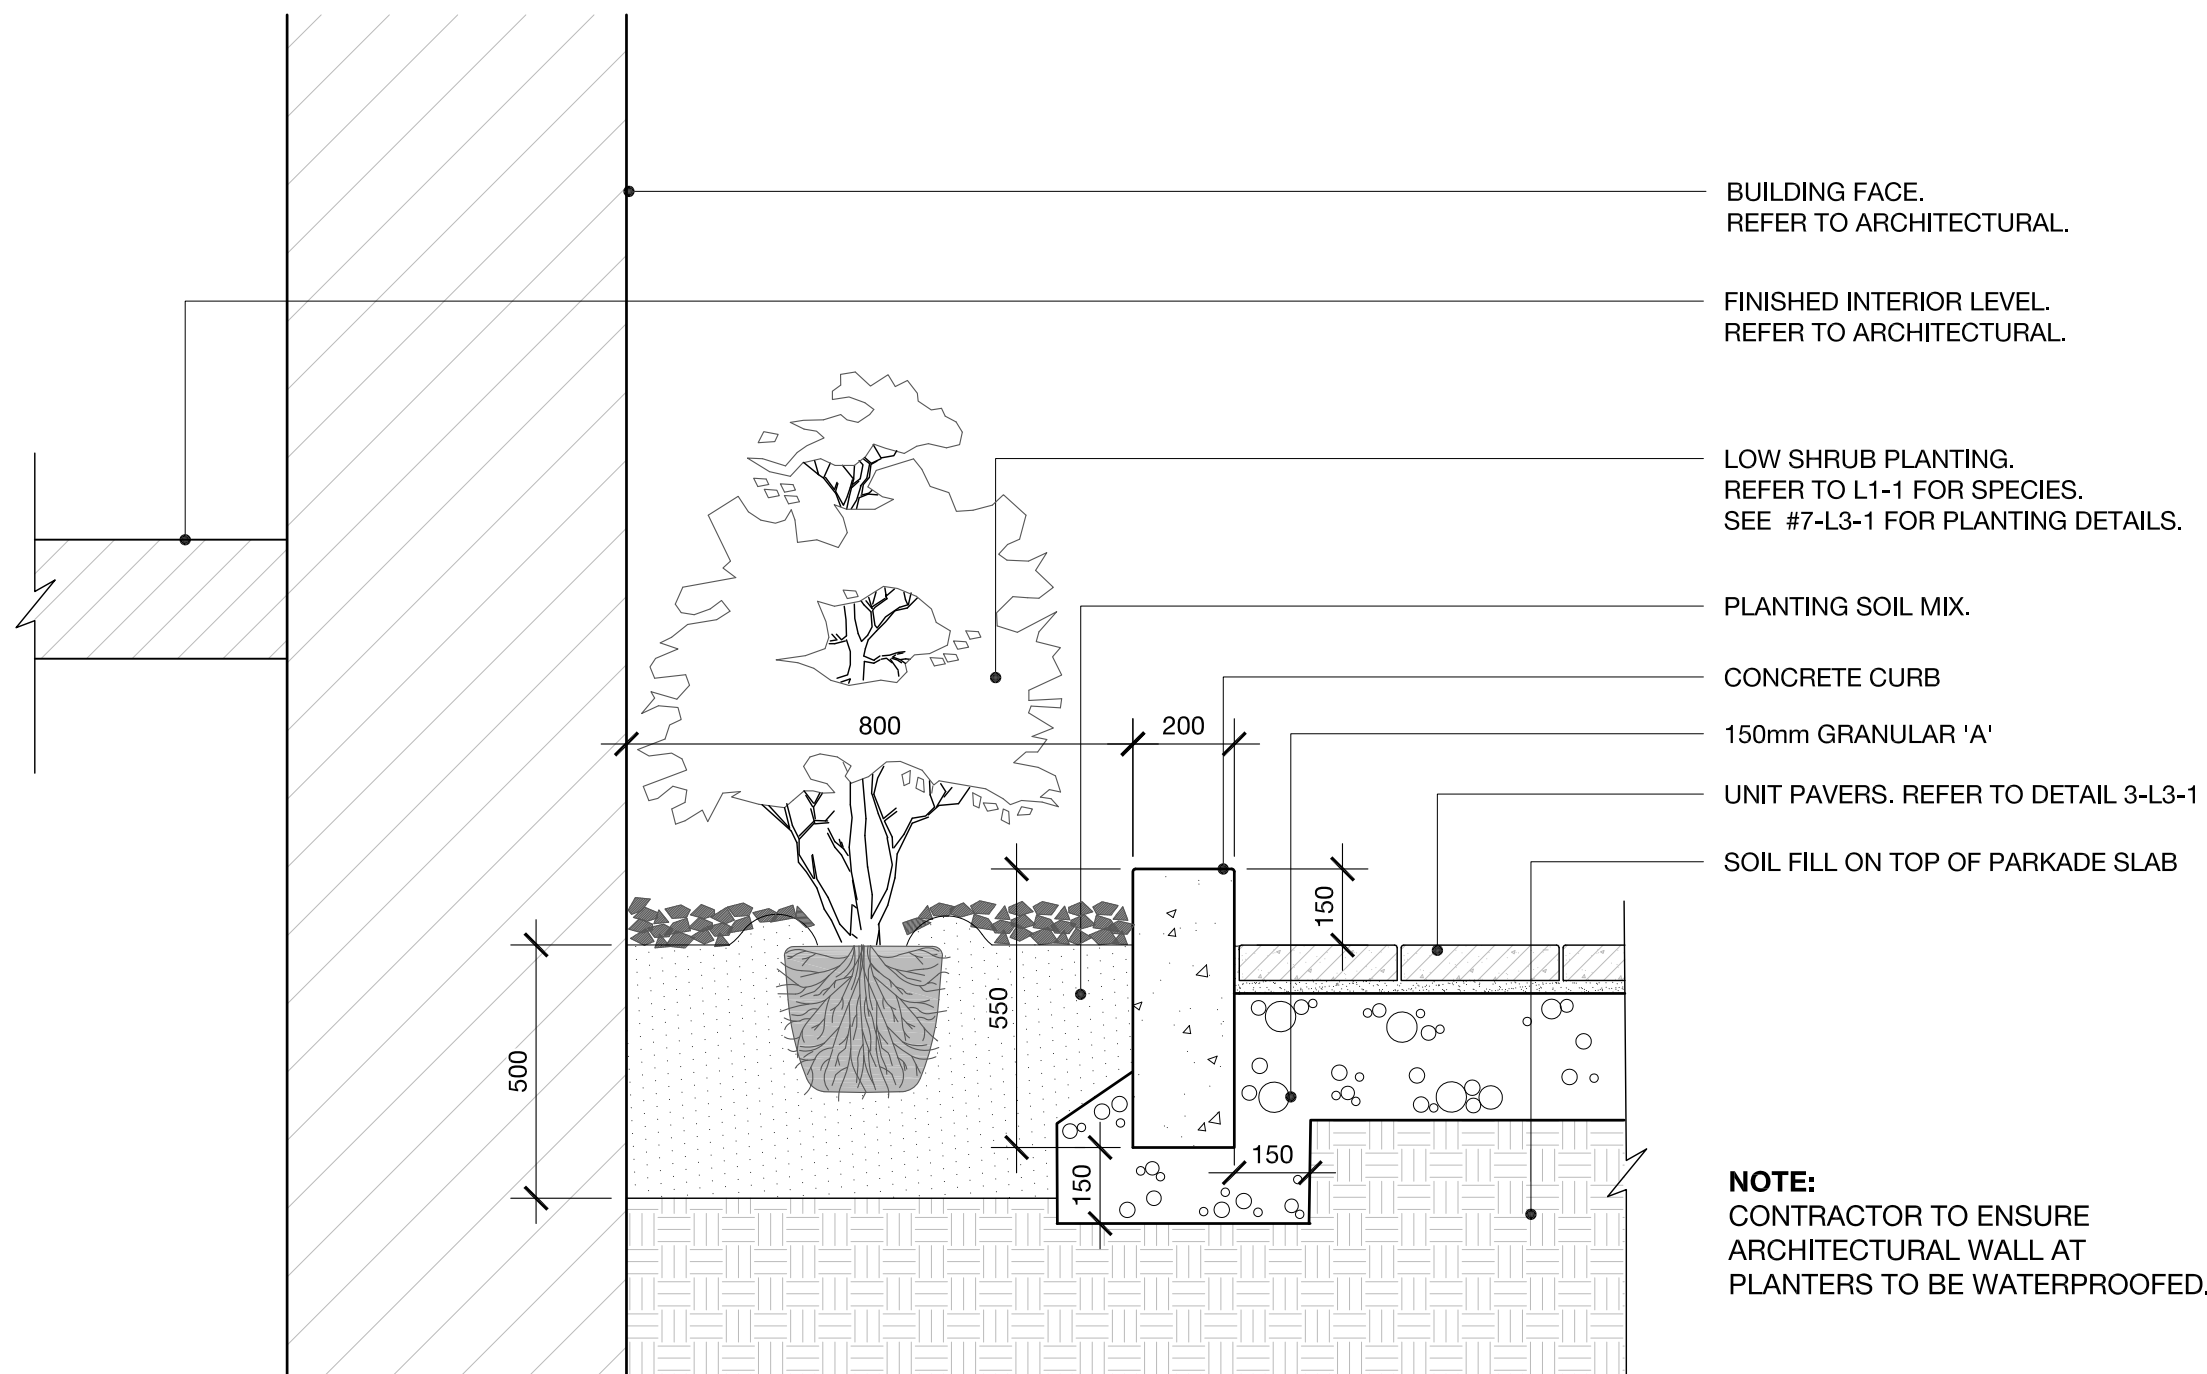 BUILDING FACE.
REFER TO ARCHITECTURAL.
FINISHED INTERIOR LEVEL.
REFER TO ARCHITECTURAL.
LOW SHRUB PLANTING.
REFER TO L1-1 FOR SPECIES.
SEE #7-L3-1 FOR PLANTING DETAILS.
PLANTING SOIL MIX.
CONCRETE CURB
150mm GRANULAR 'A'
UNIT PAVERS. REFER TO DETAIL 3-L3-1
SOIL FILL ON TOP OF PARKADE SLAB
800
200
150
550
500
150
150
NOTE:
CONTRACTOR TO ENSURE
ARCHITECTURAL WALL AT
PLANTERS TO BE WATERPROOFED.